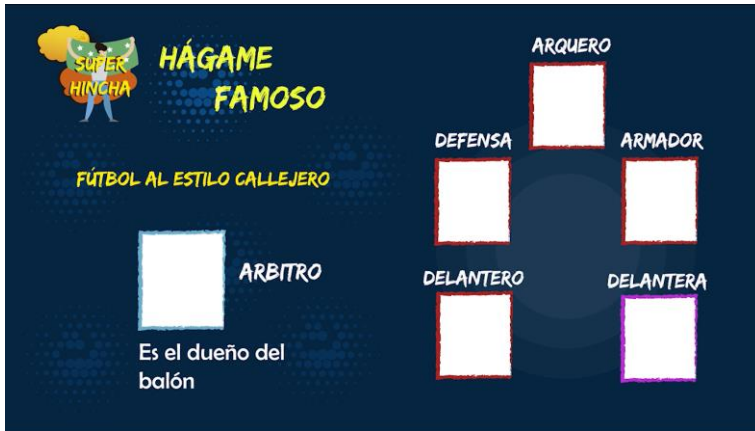 SUPER
HINCHA
HÁGAME
FAMOSO
FÚTBOL AL ESTILO CALLEJERO
ARBITRO
Es el dueño del
balón
ARQUERO
DEFENSA
ARMADOR
DELANTERO
DELANTERA